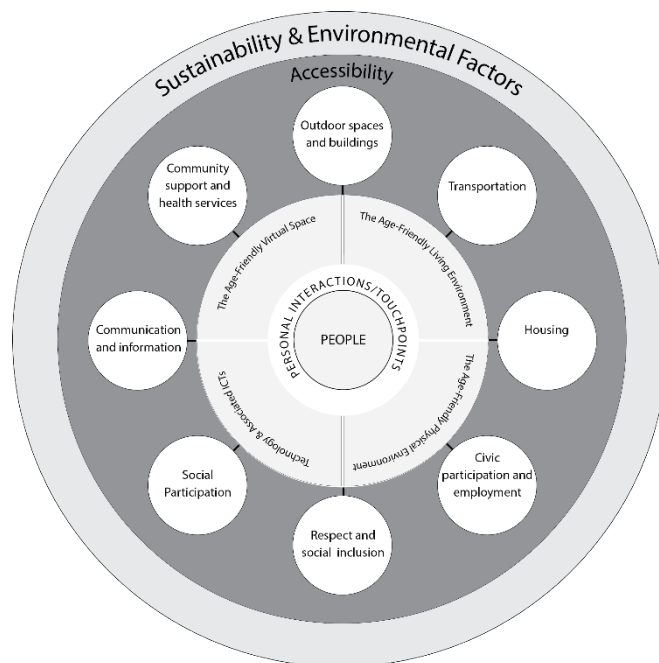 Sustainability & Environmental Factors
Accessibility
Outdoor spaces
and buildings
Community
support and
health services
Transportation
The Age-Friendly Virtual Space
The Age-Friendly Living Environment
PERSONAL INTERACTIONS/TOUCHPOINTS
PEOPLE
Communication
and information
Housing
Technology & Associated ICTs
The Age-Friendly Physical Environment
Social
Participation
Civic
participation and
employment
Respect and
social inclusion